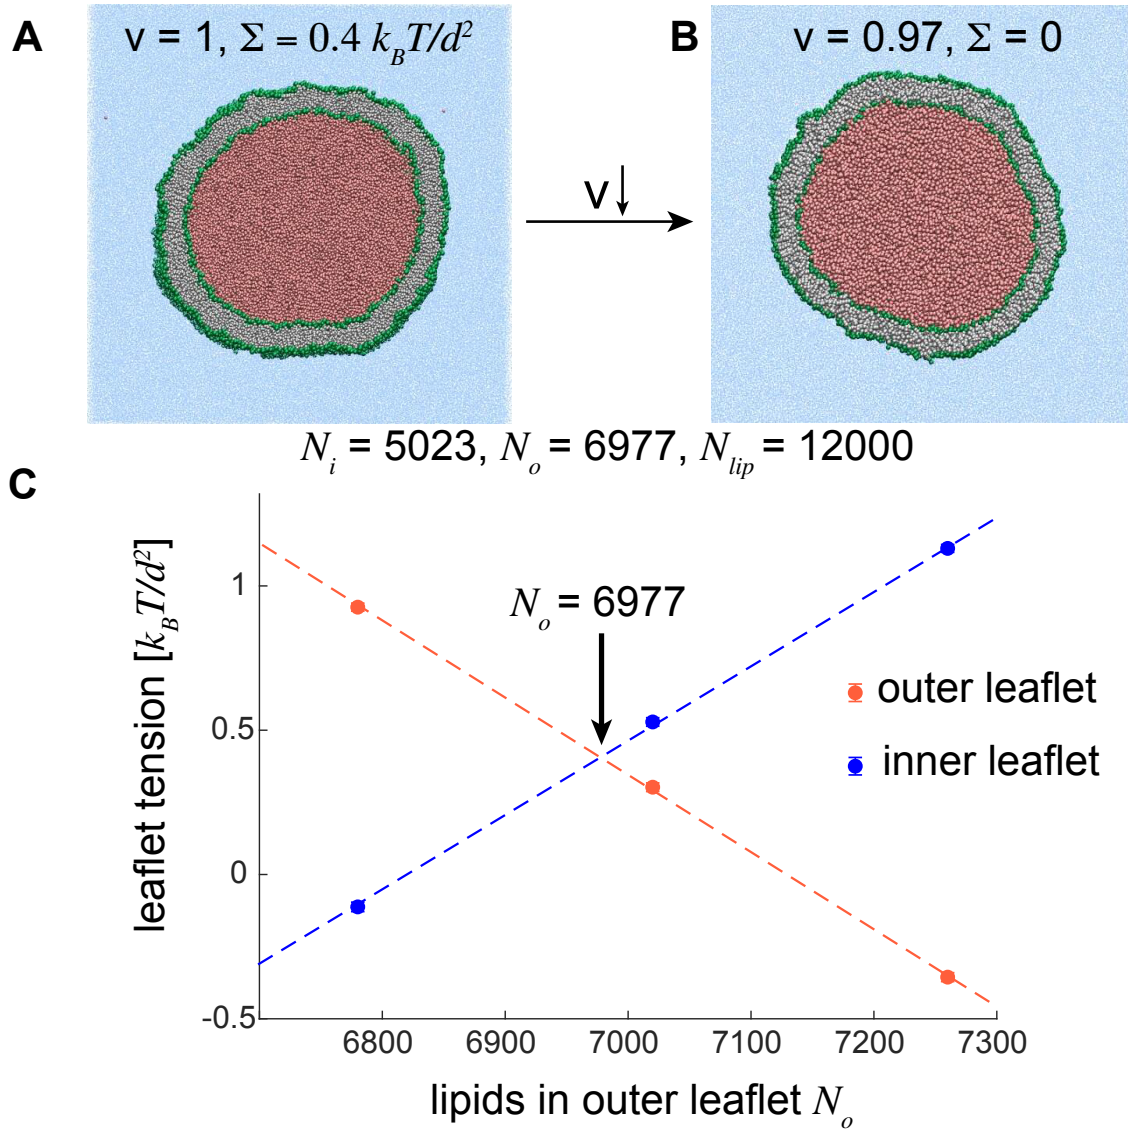 A
v = 1, Σ = 0.4 k_BT/d²
B
v = 0.97, Σ = 0
v↓
N_i = 5023, N_o = 6977, N_lip = 12000
C
leaflet tension [k_BT/d²]
1
0.5
0
-0.5
N_o = 6977
outer leaflet
inner leaflet
6800 6900 7000 7100 7200 7300
lipids in outer leaflet N_o